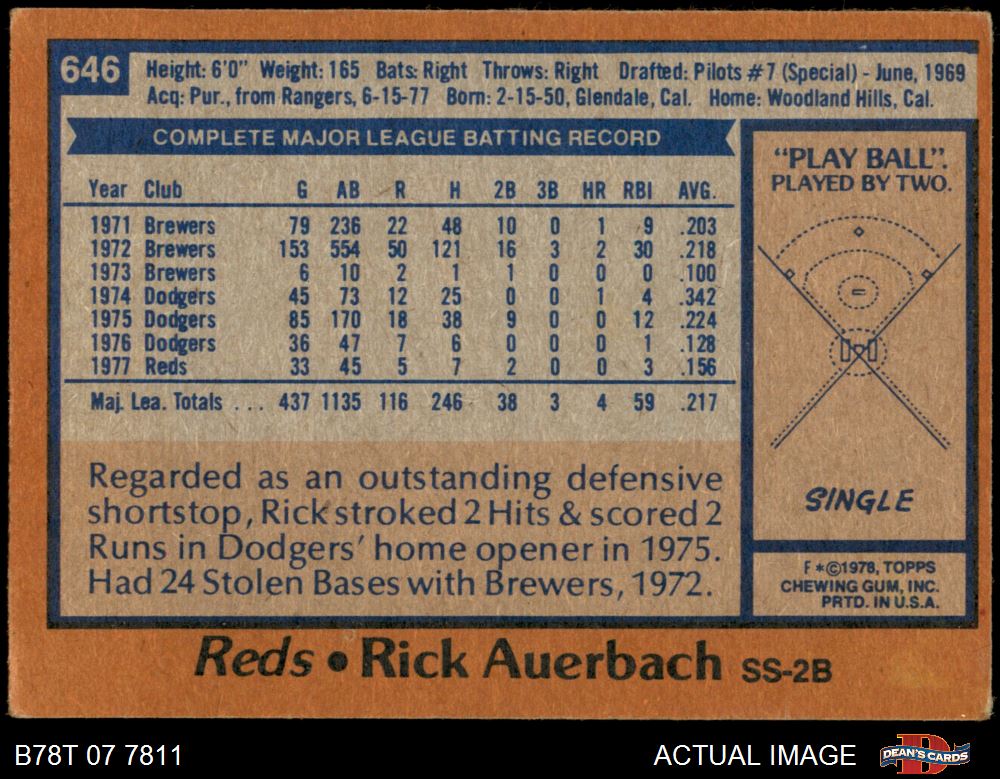 646
Height: 6'0" Weight: 165 Bats: Right Throws: Right Drafted: Pilots #7 (Special) - June, 1969
Acq: Pur., from Rangers, 6-15-77 Born: 2-15-50, Glendale, Cal. Home: Woodland Hills, Cal.
COMPLETE MAJOR LEAGUE BATTING RECORD
Year Club G AB R H 2B 3B HR RBI AVG.
1971 Brewers 79 236 22 48 10 0 1 9 .203
1972 Brewers 153 554 50 121 16 3 2 30 .218
1973 Brewers 6 10 2 1 1 0 0 0 .100
1974 Dodgers 45 73 12 25 0 0 1 4 .342
1975 Dodgers 85 170 18 38 9 0 0 12 .224
1976 Dodgers 36 47 7 6 0 0 0 1 .128
1977 Reds 33 45 5 7 2 0 0 3 .156
Maj. Lea. Totals . . . 437 1135 116 246 38 3 4 59 .217
Regarded as an outstanding defensive
shortstop, Rick stroked 2 Hits & scored 2
Runs in Dodgers' home opener in 1975.
Had 24 Stolen Bases with Brewers, 1972.
"PLAY BALL".
PLAYED BY TWO.
SINGLE
F*©1978, TOPPS
CHEWING GUM, INC.
PRTD. IN U.S.A.
Reds • Rick Auerbach SS-2B
B78T 07 7811
ACTUAL IMAGE
DEAN'S CARDS